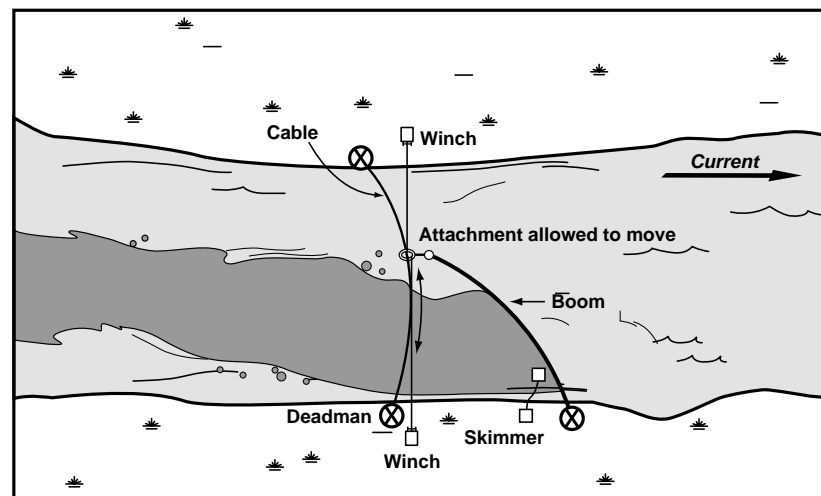 Cable
Winch
Current
Attachment allowed to move
Boom
Deadman
Skimmer
Winch